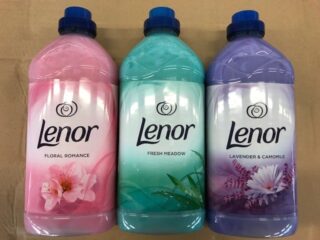 Lenor
FLORAL ROMANCE
Lenor
FRESH MEADOW
Lenor
LAVENDER & CAMOMILE